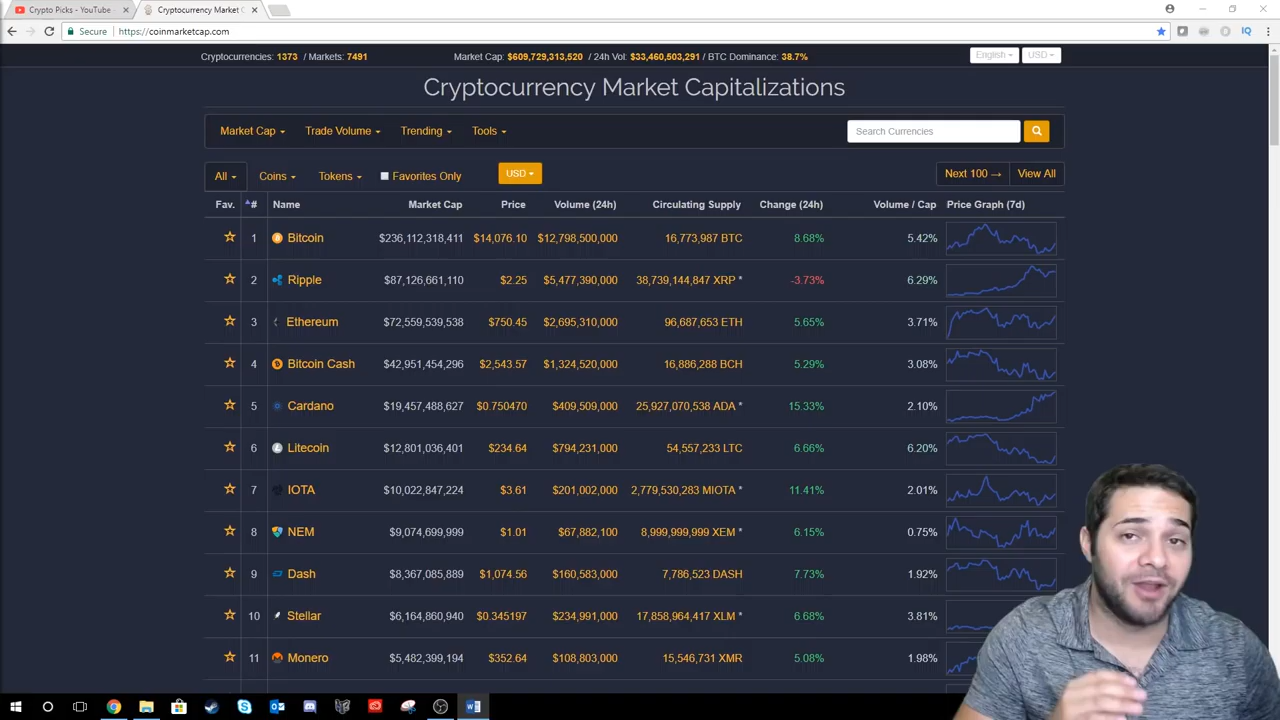 Crypto Picks - YouTube
Cryptocurrency Market C
Secure https://coinmarketcap.com
Cryptocurrencies: 1373 / Markets: 7491 Market Cap: $609,729,313,520 / 24h Vol: $33,460,503,291 / BTC Dominance: 38.7% English USD
Cryptocurrency Market Capitalizations
Market Cap Trade Volume Trending Tools Search Currencies
All Coins Tokens Favorites Only USD Next 100 → View All
Fav. # Name Market Cap Price Volume (24h) Circulating Supply Change (24h) Volume / Cap Price Graph (7d)
1 Bitcoin $236,112,318,411 $14,076.10 $12,798,500,000 16,773,987 BTC 8.68% 5.42%
2 Ripple $87,126,661,110 $2.25 $5,477,390,000 38,739,144,847 XRP * -3.73% 6.29%
3 Ethereum $72,559,539,538 $750.45 $2,695,310,000 96,687,653 ETH 5.65% 3.71%
4 Bitcoin Cash $42,951,454,296 $2,543.57 $1,324,520,000 16,886,288 BCH 5.29% 3.08%
5 Cardano $19,457,488,627 $0.750470 $409,509,000 25,927,070,538 ADA * 15.33% 2.10%
6 Litecoin $12,801,036,401 $234.64 $794,231,000 54,557,233 LTC 6.66% 6.20%
7 IOTA $10,022,847,224 $3.61 $201,002,000 2,779,530,283 MIOTA * 11.41% 2.01%
8 NEM $9,074,699,999 $1.01 $67,882,100 8,999,999,999 XEM * 6.15% 0.75%
9 Dash $8,367,085,889 $1,074.56 $160,583,000 7,786,523 DASH 7.73% 1.92%
10 Stellar $6,164,860,940 $0.345197 $234,991,000 17,858,964,417 XLM * 6.68% 3.81%
11 Monero $5,482,399,194 $352.64 $108,803,000 15,546,731 XMR 5.08% 1.98%